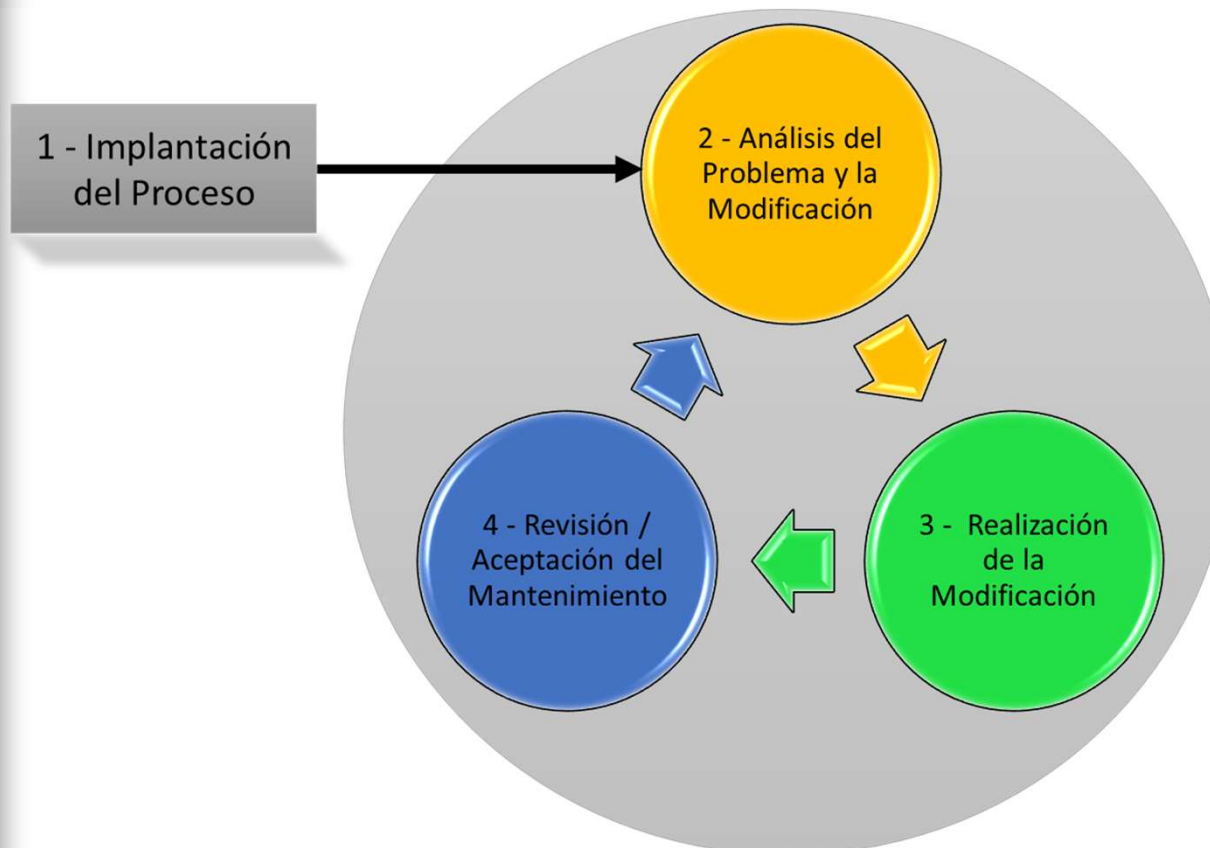 1 - Implantación
del Proceso
2 - Análisis del
Problema y la
Modificación
3 - Realización
de la
Modificación
4 - Revisión /
Aceptación del
Mantenimiento